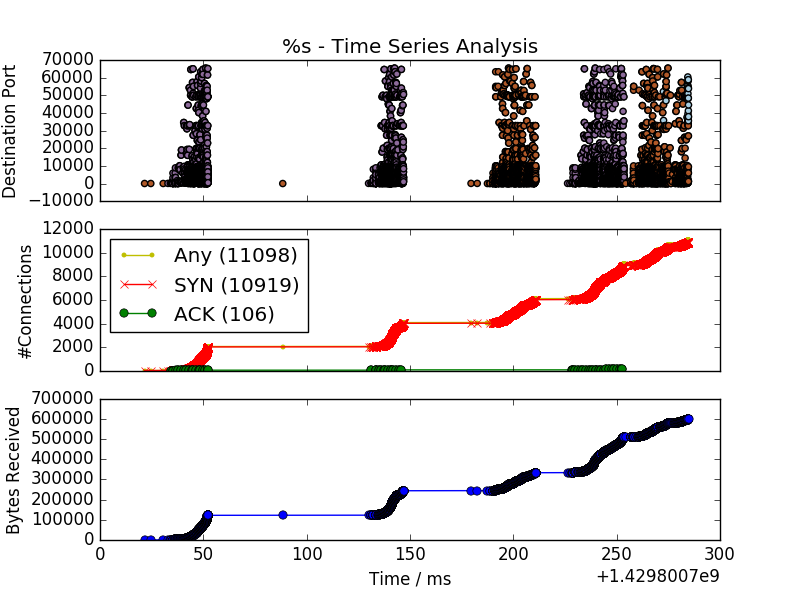 %s - Time Series Analysis
Destination Port
70000
60000
50000
40000
30000
20000
10000
0
−10000
#Connections
12000
10000
8000
6000
4000
2000
0
Any (11098)
SYN (10919)
ACK (106)
Bytes Received
700000
600000
500000
400000
300000
200000
100000
0
0 50 100 150 200 250 300
Time / ms
+1.4298007e9